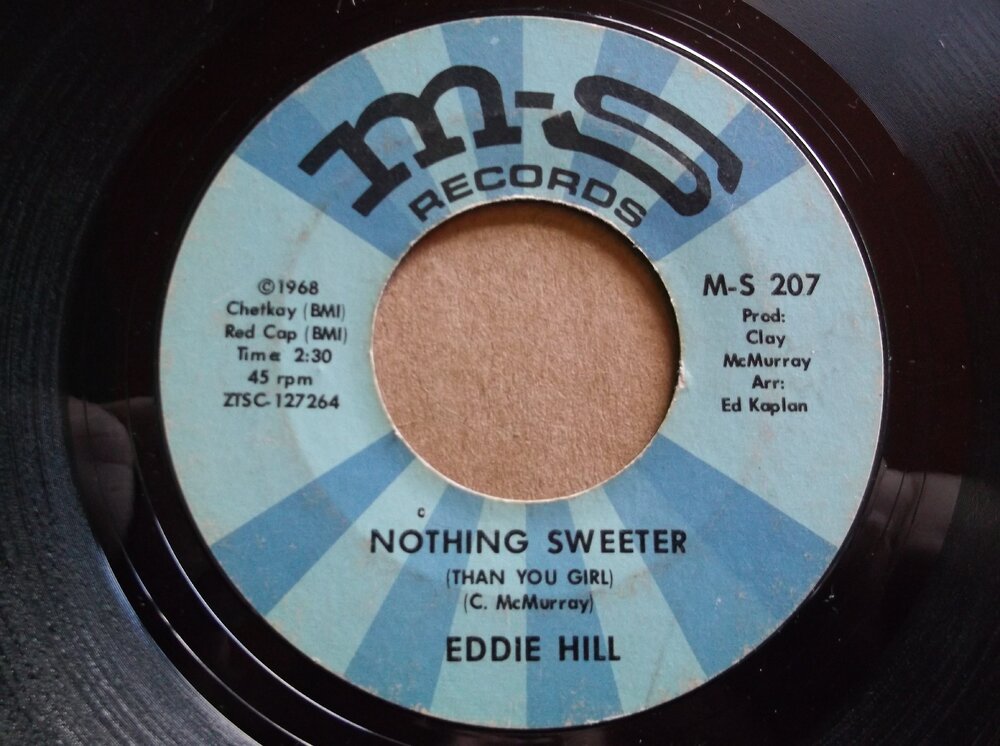 m-s
RECORDS
©1968
Chetkay (BMI)
Red Cap (BMI)
Time: 2:30
45 rpm
ZTSC-127264
M-S 207
Prod:
Clay
McMurray
Arr:
Ed Kaplan
c
NOTHING SWEETER
(THAN YOU GIRL)
(C. McMurray)
EDDIE HILL